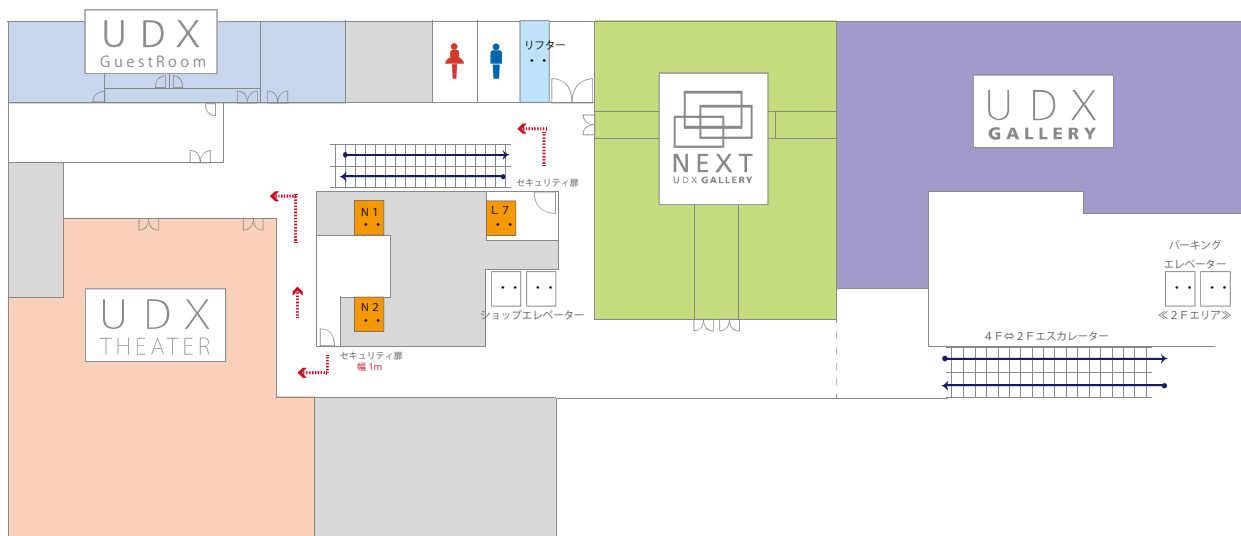 UDX
GuestRoom
リフター
NEXT
UDX GALLERY
UDX
GALLERY
セキュリティ扉
N1
L7
パーキング
エレベーター
≪2Fエリア≫
UDX
THEATER
N2
ショップエレベーター
4F⇔2Fエスカレーター
セキュリティ扉
幅1m